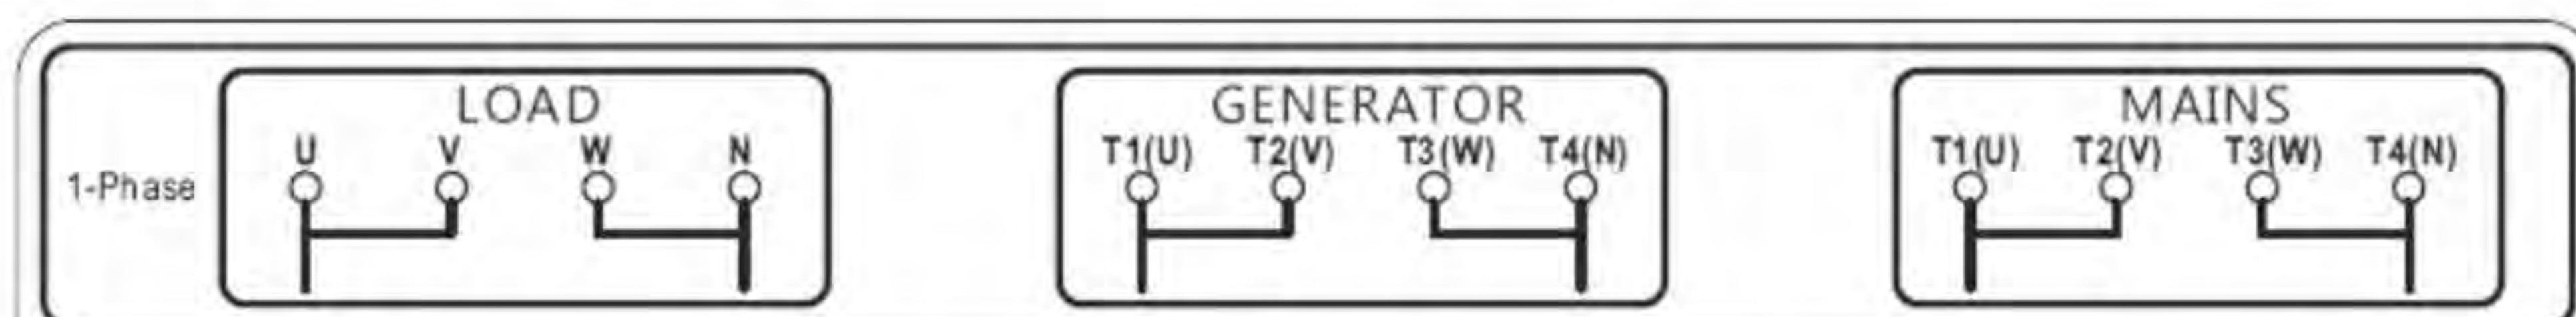 LOAD GENERATOR MAINS
U V W N T1(U) T2(V) T3(W) T4(N) T1(U) T2(V) T3(W) T4(N)
1-Phase